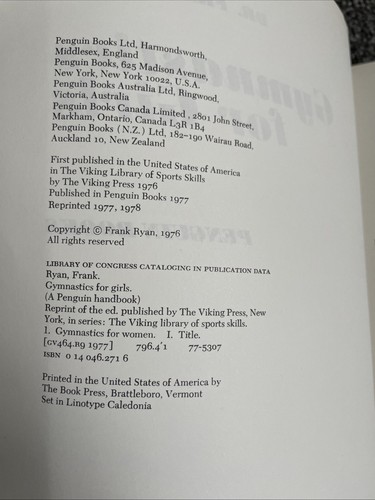 Penguin Books Ltd, Harmondsworth,
Middlesex, England
Penguin Books, 625 Madison Avenue,
New York, New York 10022, U.S.A.
Penguin Books Australia Ltd, Ringwood,
Victoria, Australia
Penguin Books Canada Limited, 2801 John Street,
Markham, Ontario, Canada L3R 1B4
Penguin Books (N.Z.) Ltd, 182–190 Wairau Road,
Auckland 10, New Zealand
First published in the United States of America
in The Viking Library of Sports Skills
by The Viking Press 1976
Published in Penguin Books 1977
Reprinted 1977, 1978
Copyright © Frank Ryan, 1976
All rights reserved
LIBRARY OF CONGRESS CATALOGING IN PUBLICATION DATA
Ryan, Frank.
Gymnastics for girls.
(A Penguin handbook)
Reprint of the ed. published by The Viking Press, New
York, in series: The Viking library of sports skills.
1. Gymnastics for women. I. Title.
[GV464.R9 1977] 796.4'1 77-5307
ISBN 0 14 046.271 6
Printed in the United States of America by
The Book Press, Brattleboro, Vermont
Set in Linotype Caledonia